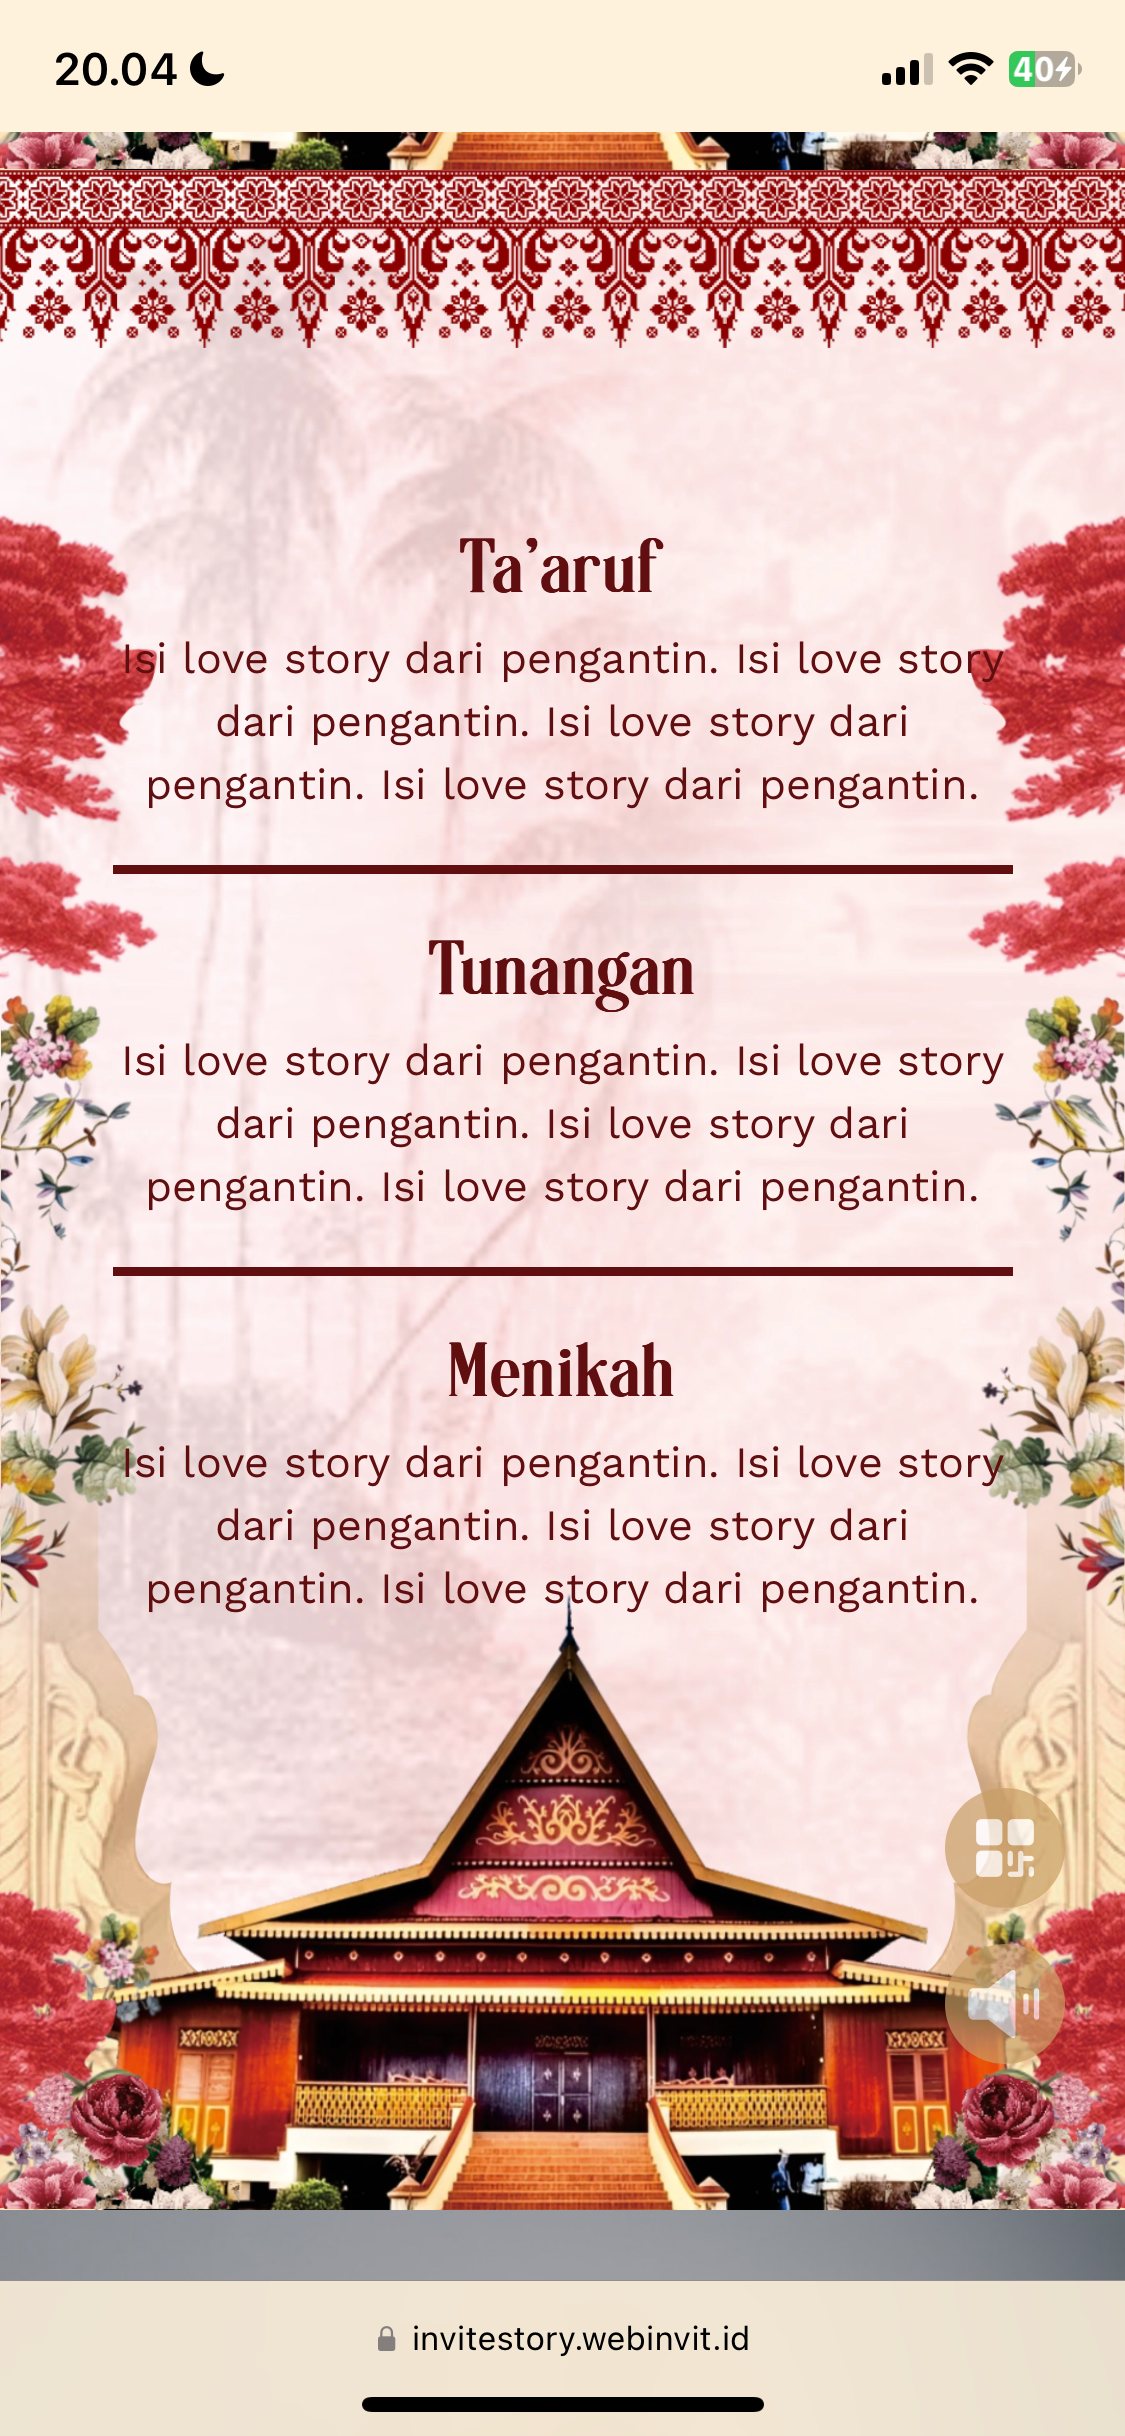 20.04
40
Ta’aruf
Isi love story dari pengantin. Isi love story
dari pengantin. Isi love story dari
pengantin. Isi love story dari pengantin.
Tunangan
Isi love story dari pengantin. Isi love story
dari pengantin. Isi love story dari
pengantin. Isi love story dari pengantin.
Menikah
Isi love story dari pengantin. Isi love story
dari pengantin. Isi love story dari
pengantin. Isi love story dari pengantin.
invitestory.webinvit.id